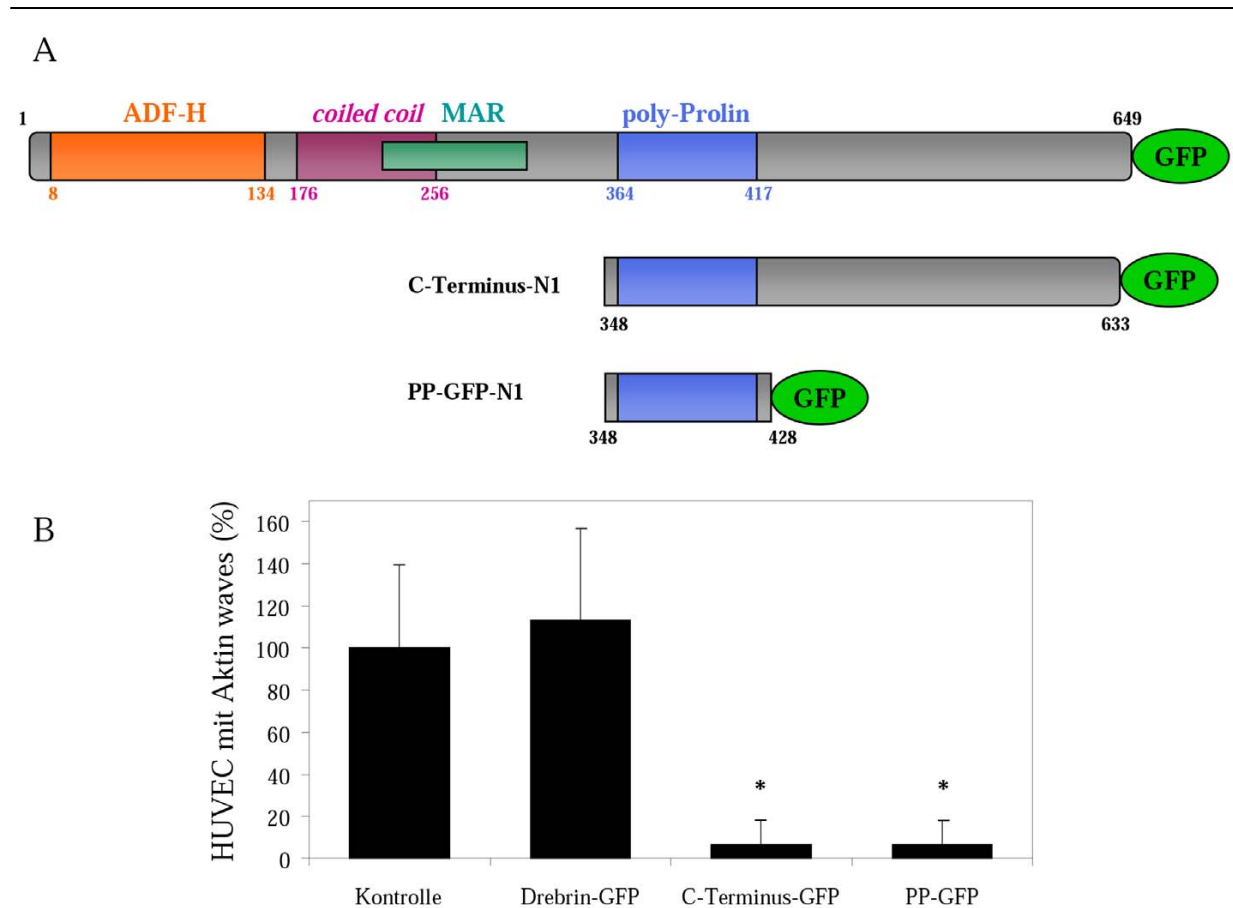 A
ADF-H coiled coil MAR poly-Prolin
1 649
GFP
8 134 176 256 364 417
C-Terminus-N1 GFP
348 633
PP-GFP-N1 GFP
348 428
B
HUVEC mit Aktin waves (%)
160
140
120
100
80
60
40
20
0
* *
Kontrolle Drebrin-GFP C-Terminus-GFP PP-GFP